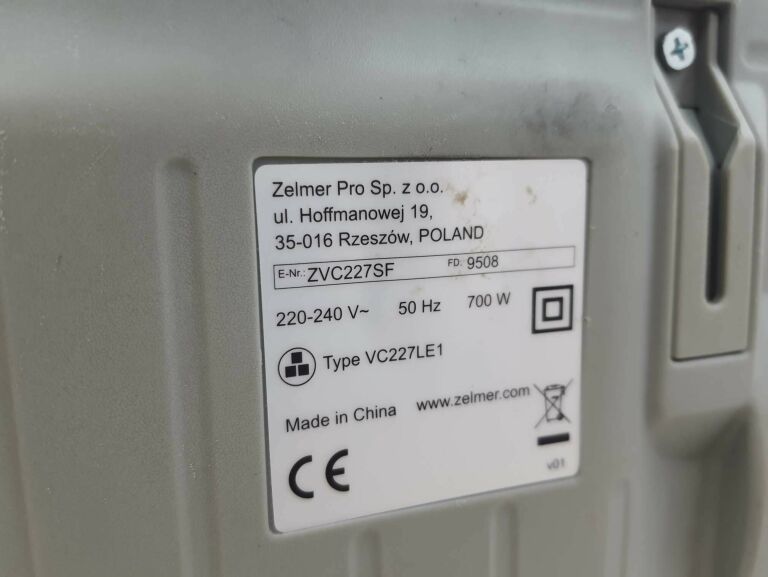 Zelmer Pro Sp. z o.o.
ul. Hoffmanowej 19,
35-016 Rzeszów, POLAND
E-Nr.: ZVC227SF FD: 9508
220-240 V~ 50 Hz 700 W
Type VC227LE1
Made in China www.zelmer.com
CE
v01